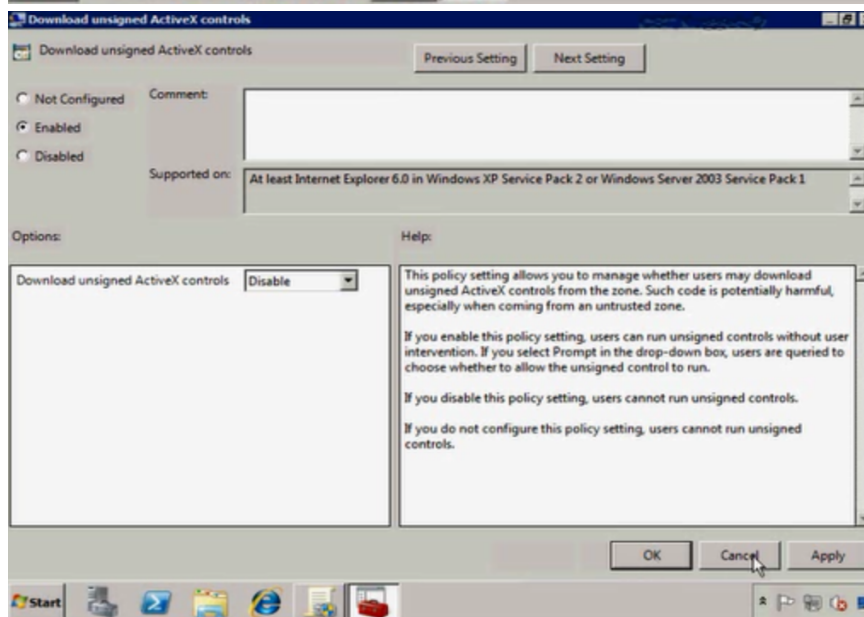 Download unsigned ActiveX controls
Download unsigned ActiveX controls
Previous Setting
Next Setting
Not Configured
Comment:
Enabled
Disabled
Supported on:
At least Internet Explorer 6.0 in Windows XP Service Pack 2 or Windows Server 2003 Service Pack 1
Options:
Help:
Download unsigned ActiveX controls
Disable
This policy setting allows you to manage whether users may download
unsigned ActiveX controls from the zone. Such code is potentially harmful,
especially when coming from an untrusted zone.
If you enable this policy setting, users can run unsigned controls without user
intervention. If you select Prompt in the drop-down box, users are queried to
choose whether to allow the unsigned control to run.
If you disable this policy setting, users cannot run unsigned controls.
If you do not configure this policy setting, users cannot run unsigned
controls.
OK
Cancel
Apply
Start